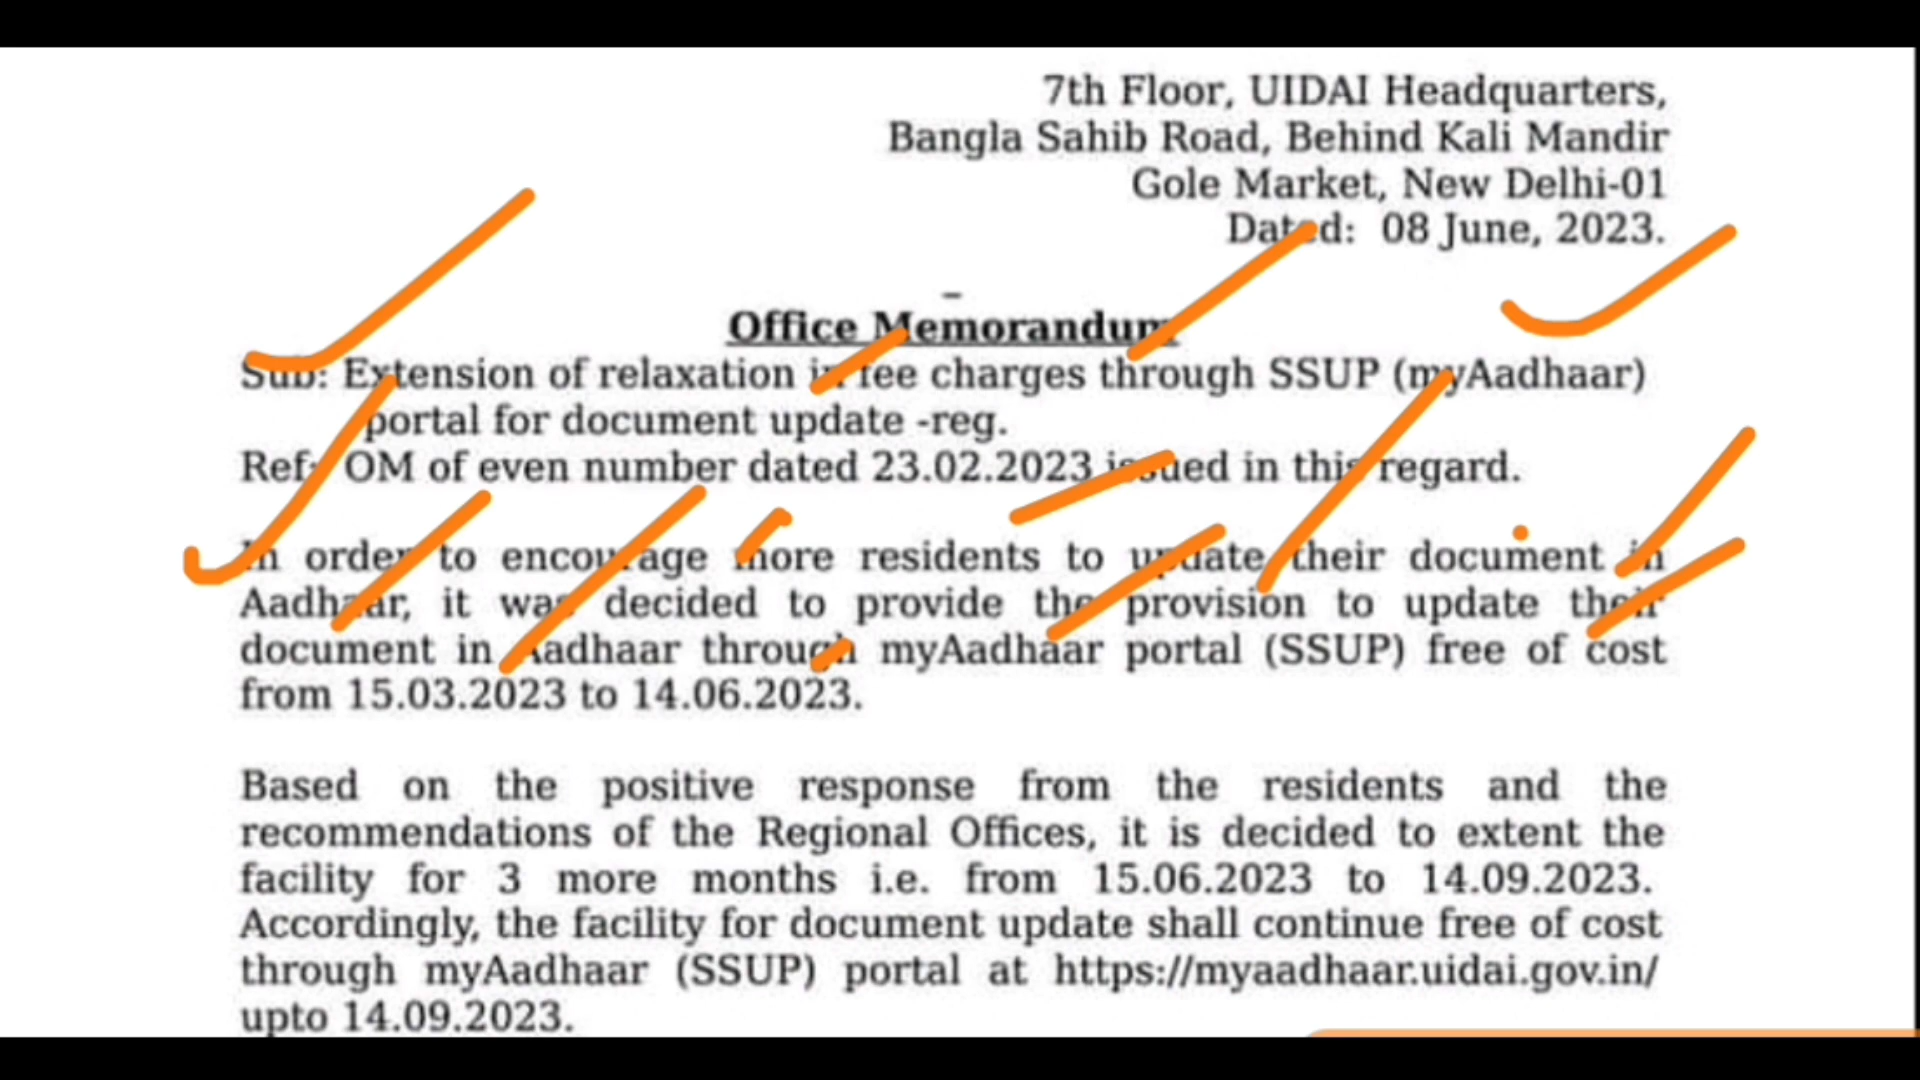 7th Floor, UIDAI Headquarters,
Bangla Sahib Road, Behind Kali Mandir
Gole Market, New Delhi-01
Dated: 08 June, 2023.
Office Memorandum
Sub: Extension of relaxation in fee charges through SSUP (myAadhaar)
portal for document update -reg.
Ref: OM of even number dated 23.02.2023 issued in this regard.
In order to encourage more residents to update their document in
Aadhaar, it was decided to provide the provision to update their
document in Aadhaar through myAadhaar portal (SSUP) free of cost
from 15.03.2023 to 14.06.2023.
Based on the positive response from the residents and the
recommendations of the Regional Offices, it is decided to extent the
facility for 3 more months i.e. from 15.06.2023 to 14.09.2023.
Accordingly, the facility for document update shall continue free of cost
through myAadhaar (SSUP) portal at https://myaadhaar.uidai.gov.in/
upto 14.09.2023.